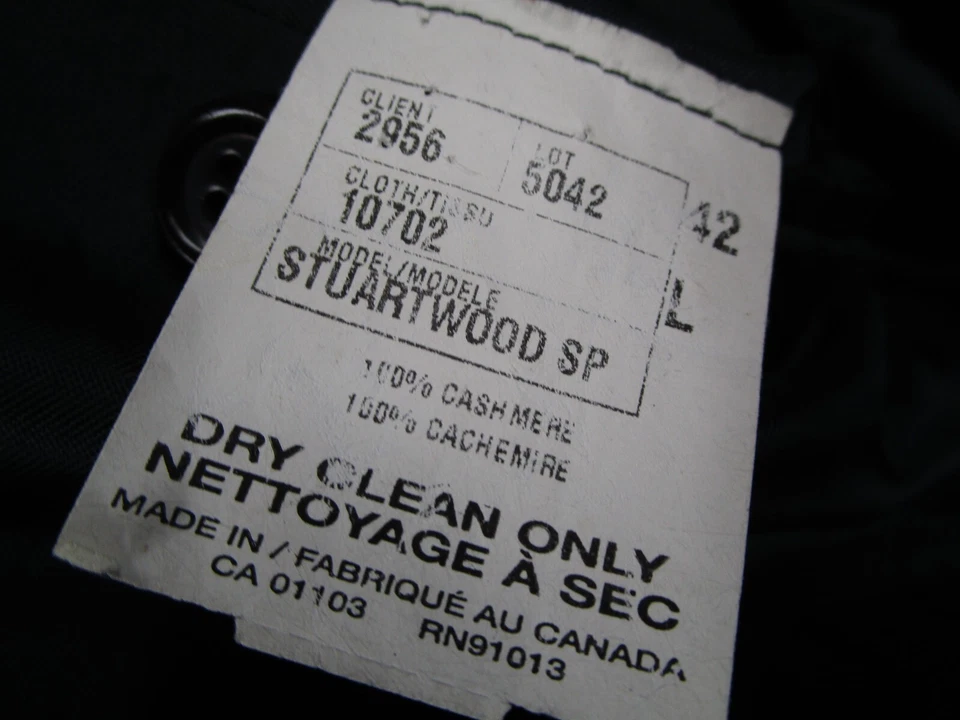 CLIENT
2956
LOT
5042
42
CLOTH/TISSU
10702
L
MODEL/MODELE
STUARTWOOD SP
100% CASHMERE
100% CACHEMIRE
DRY CLEAN ONLY
NETTOYAGE À SEC
MADE IN / FABRIQUÉ AU CANADA
CA 01103 RN91013